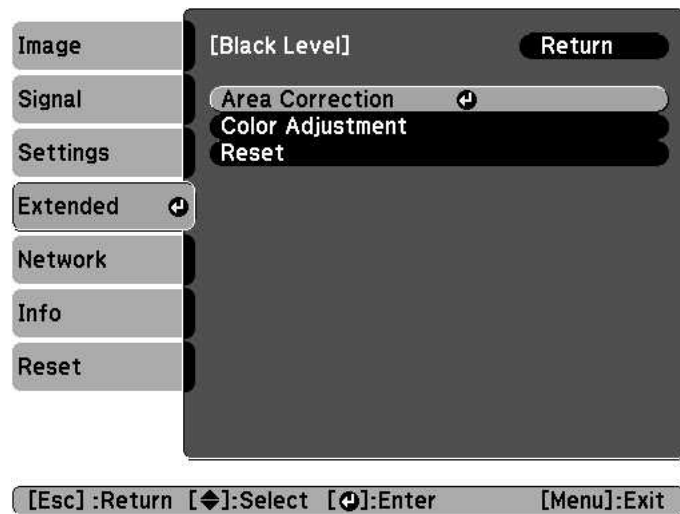 Image
Signal
Settings
Extended
Network
Info
Reset
[Black Level] Return
Area Correction
Color Adjustment
Reset
[Esc] :Return [◆]:Select [⏎]:Enter [Menu]:Exit